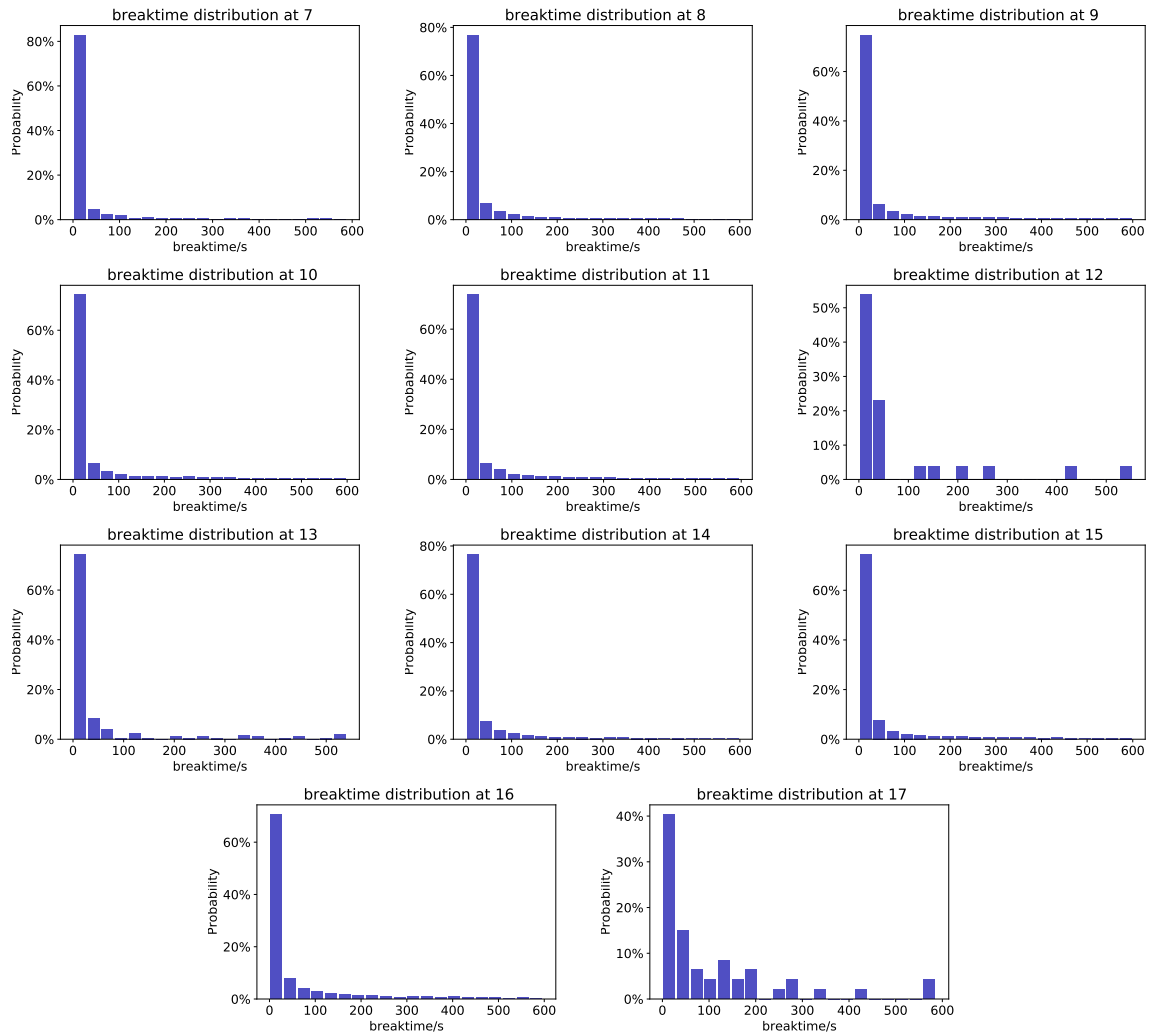 breaktime distribution at 7
80%
60%
40%
20%
0%
Probability
0 100 200 300 400 500 600
breaktime/s
breaktime distribution at 8
80%
60%
40%
20%
0%
Probability
0 100 200 300 400 500 600
breaktime/s
breaktime distribution at 9
60%
40%
20%
0%
Probability
0 100 200 300 400 500 600
breaktime/s
breaktime distribution at 10
60%
40%
20%
0%
Probability
0 100 200 300 400 500 600
breaktime/s
breaktime distribution at 11
60%
40%
20%
0%
Probability
0 100 200 300 400 500 600
breaktime/s
breaktime distribution at 12
50%
40%
30%
20%
10%
0%
Probability
0 100 200 300 400 500
breaktime/s
breaktime distribution at 13
60%
40%
20%
0%
Probability
0 100 200 300 400 500
breaktime/s
breaktime distribution at 14
80%
60%
40%
20%
0%
Probability
0 100 200 300 400 500 600
breaktime/s
breaktime distribution at 15
60%
40%
20%
0%
Probability
0 100 200 300 400 500 600
breaktime/s
breaktime distribution at 16
60%
40%
20%
0%
Probability
0 100 200 300 400 500 600
breaktime/s
breaktime distribution at 17
40%
30%
20%
10%
0%
Probability
0 100 200 300 400 500 600
breaktime/s